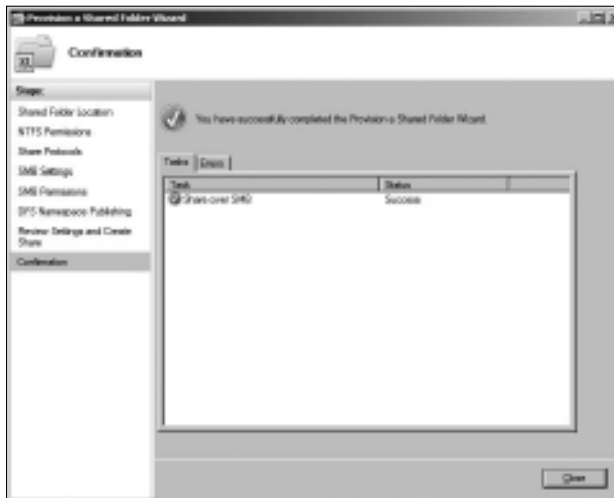 Provision a Shared Folder Wizard
Confirmation
Steps:
Shared Folder Location
NTFS Permissions
Share Protocols
SMB Settings
SMB Permissions
DFS Namespace Publishing
Review Settings and Create
Share
Confirmation
You have successfully completed the Provision a Shared Folder Wizard.
Tasks Errors
Task Status
Share over SMB Success
Close